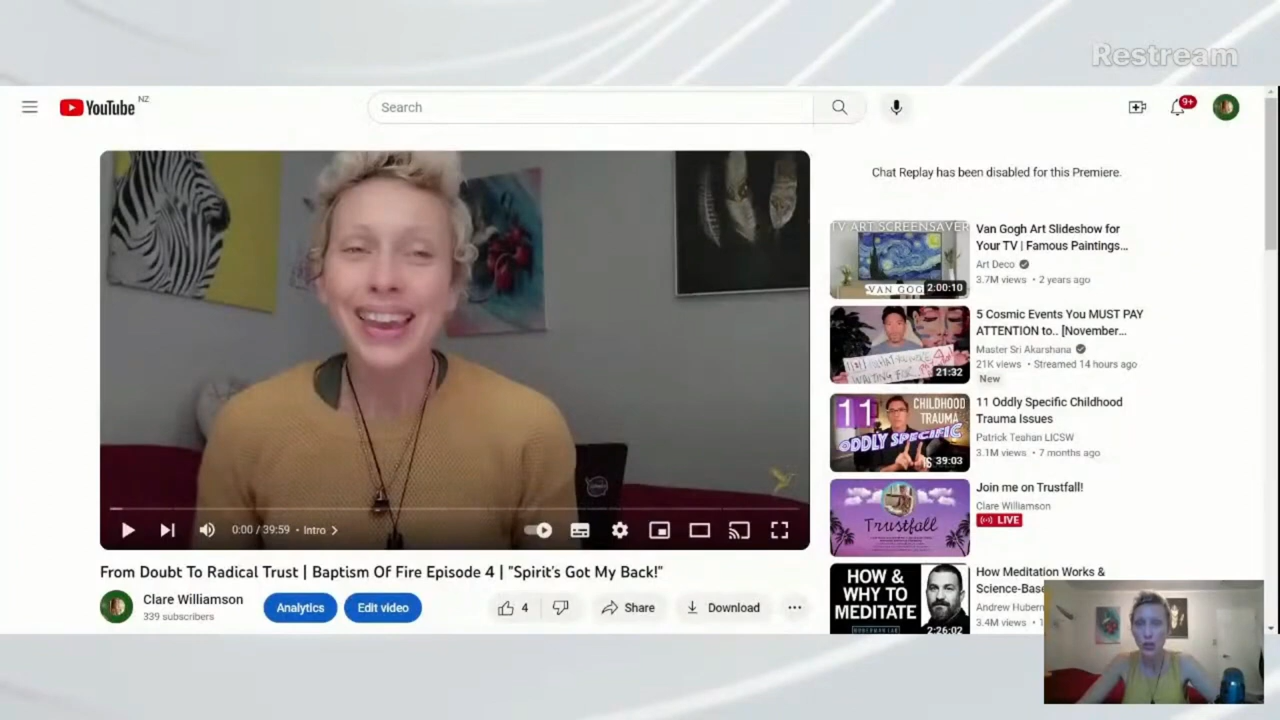 Restream
YouTube NZ
Search
9+
Chat Replay has been disabled for this Premiere.
TV ART SCREENSAVER
VAN GOG
2:00:10
Van Gogh Art Slideshow for
Your TV | Famous Paintings...
Art Deco
3.7M views • 2 years ago
21:32
5 Cosmic Events You MUST PAY
ATTENTION to.. [November...
Master Sri Akarshana
21K views • Streamed 14 hours ago
New
11 CHILDHOOD
TRAUMA
ODDLY SPECIFIC
39:03
11 Oddly Specific Childhood
Trauma Issues
Patrick Teahan LICSW
3.1M views • 7 months ago
Trustfall
Join me on Trustfall!
Clare Williamson
LIVE
HOW &
WHY TO
MEDITATE
2:26:02
How Meditation Works &
Science-Base
Andrew Huberm
3.4M views •
0:00 / 39:59 • Intro
From Doubt To Radical Trust | Baptism Of Fire Episode 4 | "Spirit's Got My Back!"
Clare Williamson
339 subscribers
Analytics
Edit video
4
Share
Download